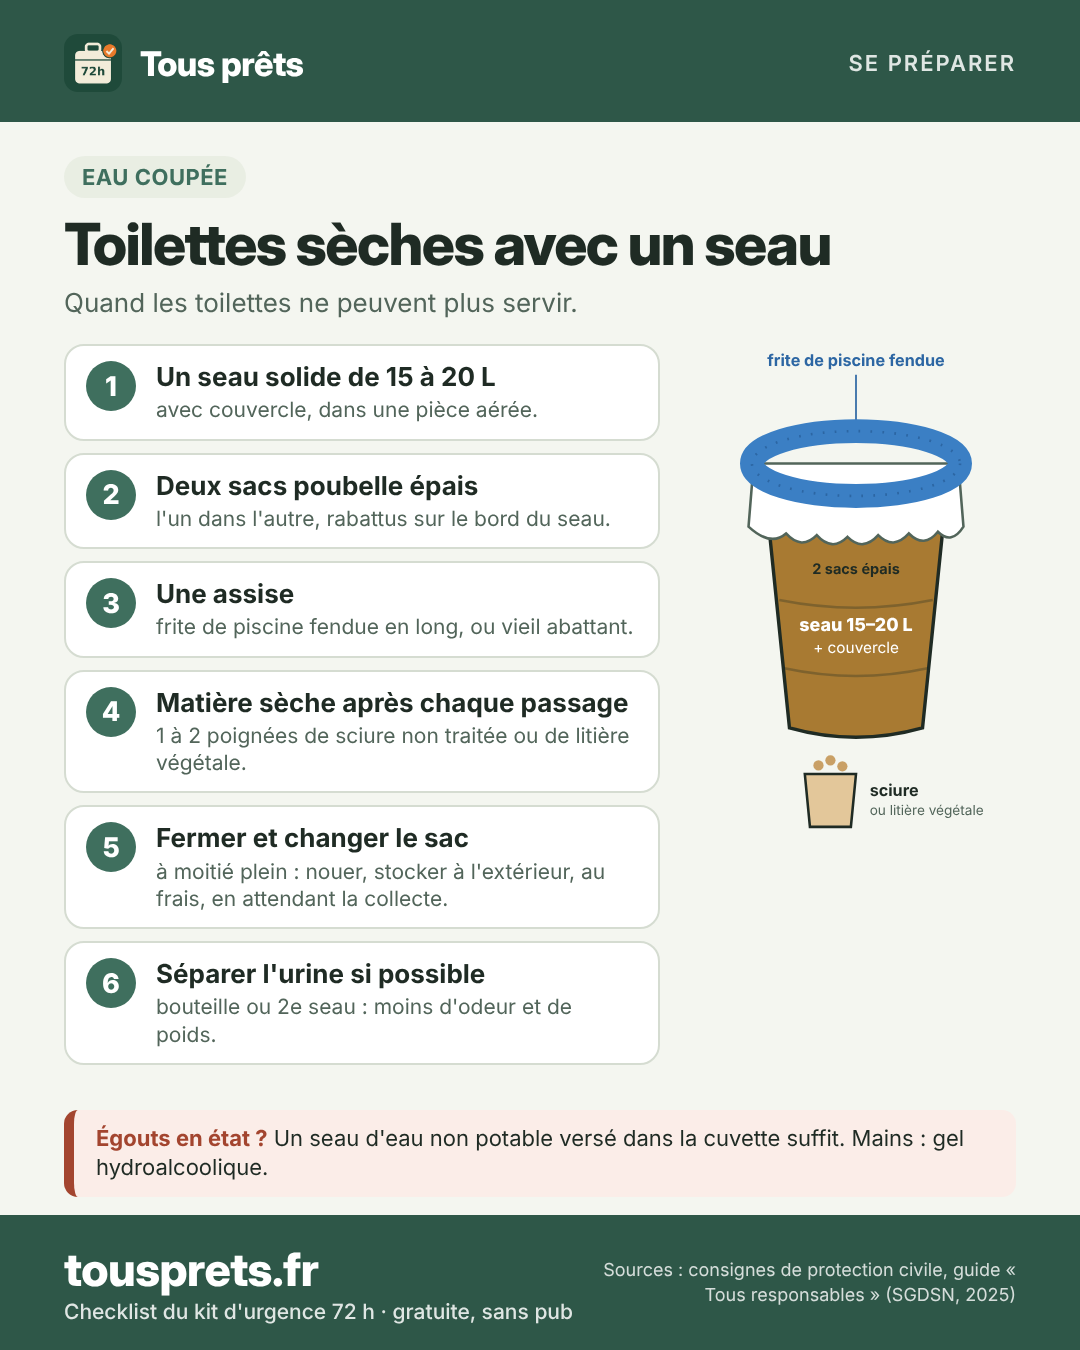 72h
Tous prêts
SE PRÉPARER
EAU COUPÉE
Toilettes sèches avec un seau
Quand les toilettes ne peuvent plus servir.
1
Un seau solide de 15 à 20 L
avec couvercle, dans une pièce aérée.
2
Deux sacs poubelle épais
l'un dans l'autre, rabattus sur le bord du seau.
3
Une assise
frite de piscine fendue en long, ou vieil abattant.
4
Matière sèche après chaque passage
1 à 2 poignées de sciure non traitée ou de litière
végétale.
5
Fermer et changer le sac
à moitié plein : nouer, stocker à l'extérieur, au
frais, en attendant la collecte.
6
Séparer l'urine si possible
bouteille ou 2e seau : moins d'odeur et de
poids.
frite de piscine fendue
2 sacs épais
seau 15–20 L
+ couvercle
sciure
ou litière végétale
Égouts en état ? Un seau d'eau non potable versé dans la cuvette suffit. Mains : gel
hydroalcoolique.
tousprets.fr
Checklist du kit d'urgence 72 h · gratuite, sans pub
Sources : consignes de protection civile, guide «
Tous responsables » (SGDSN, 2025)